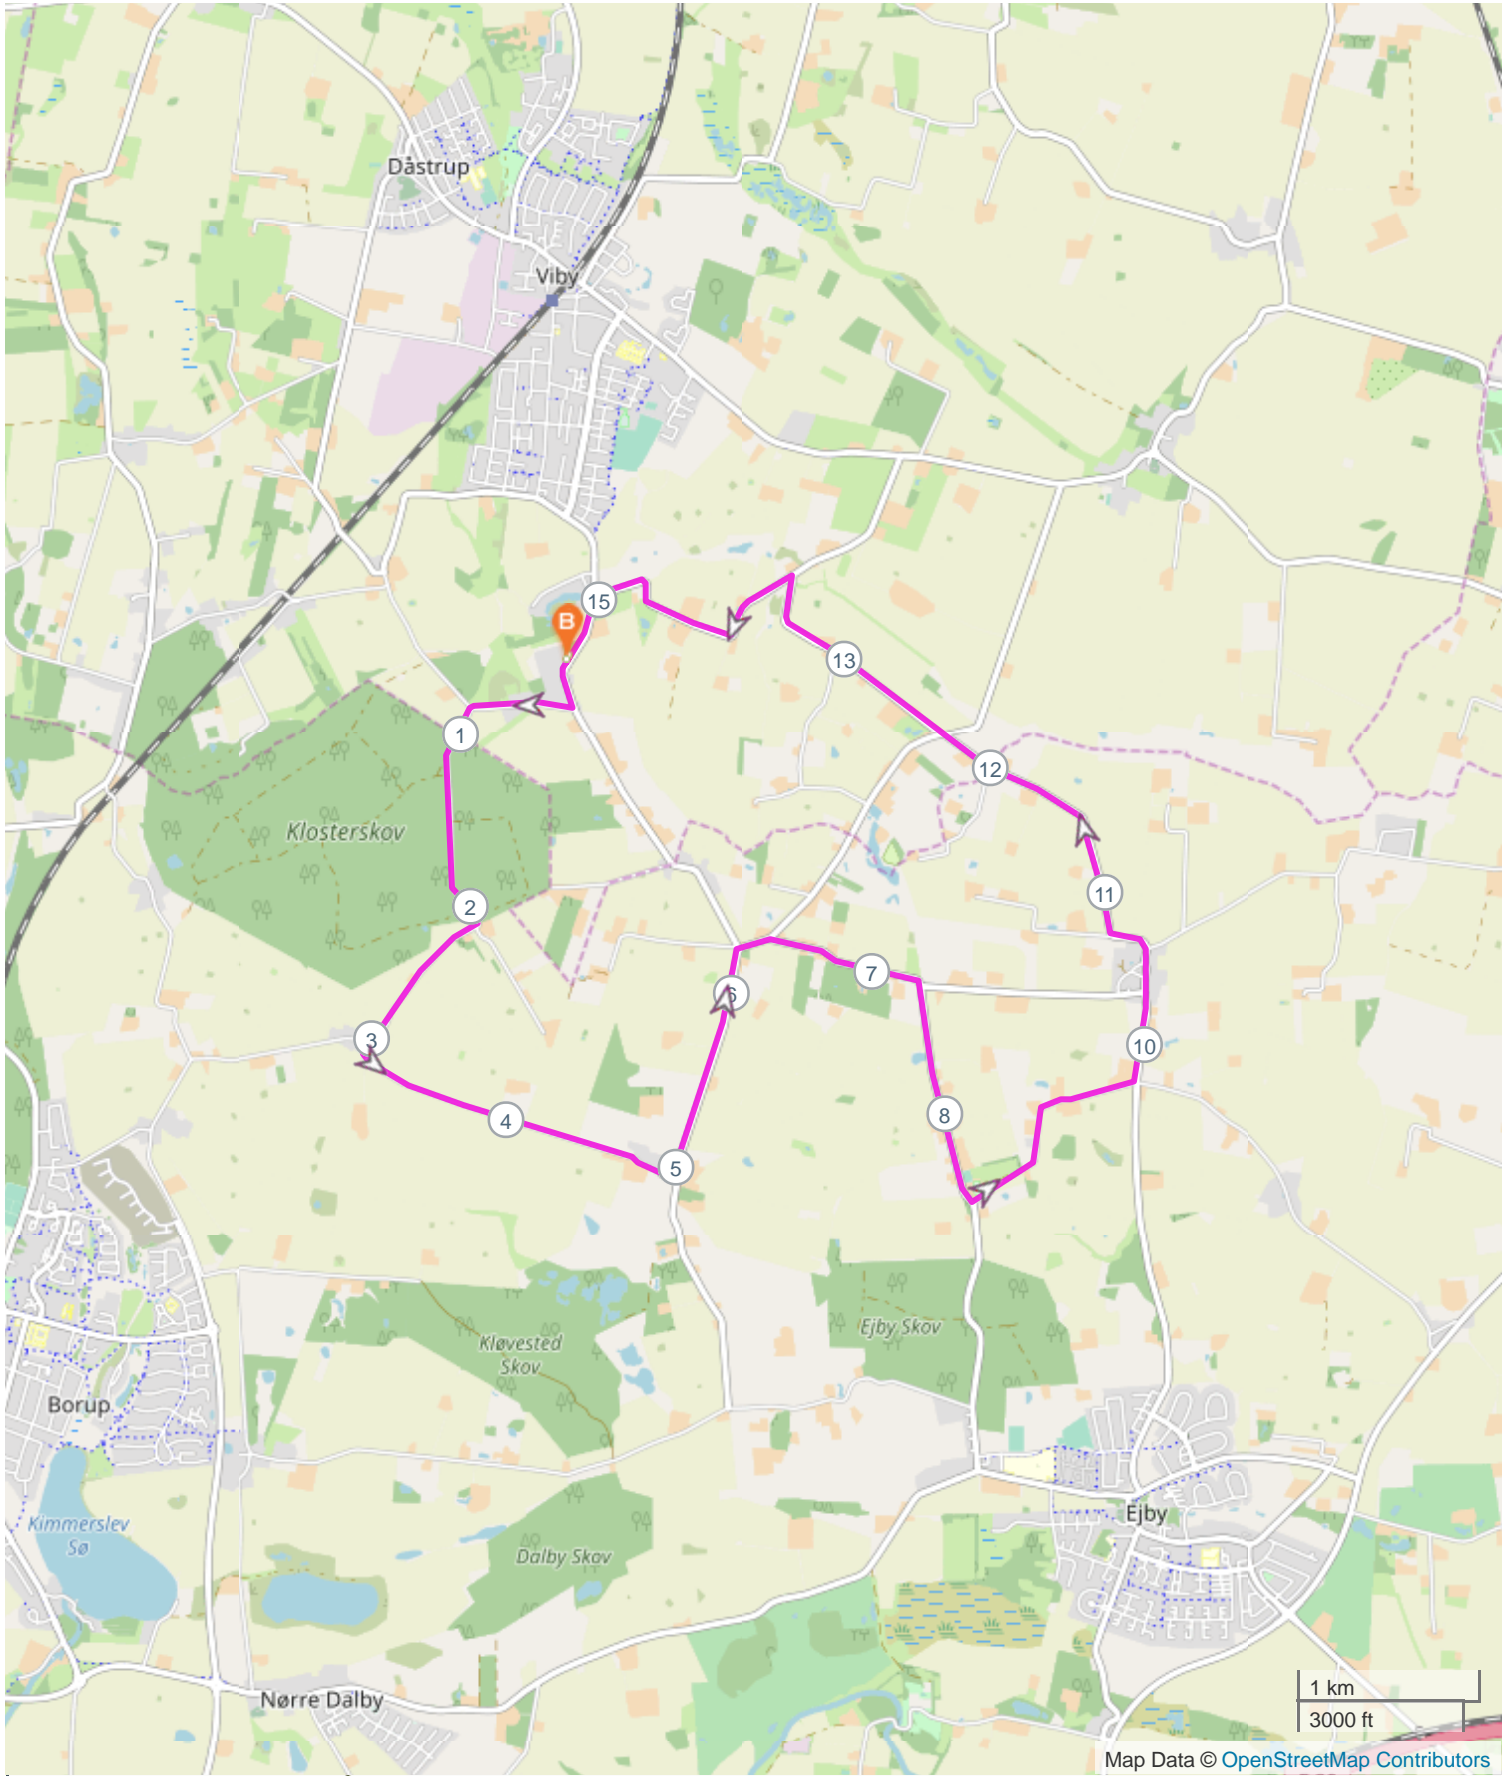 Dåstrup
Viby
15
B
13
1
12
Klosterskov
11
2
7
6
3
10
8
4
5
Ejby Skov
Kløvested
Skov
Borup
Ejby
Kimmerslev
Sø
Dalby Skov
Nørre Dalby
1 km
3000 ft
Map Data © OpenStreetMap Contributors